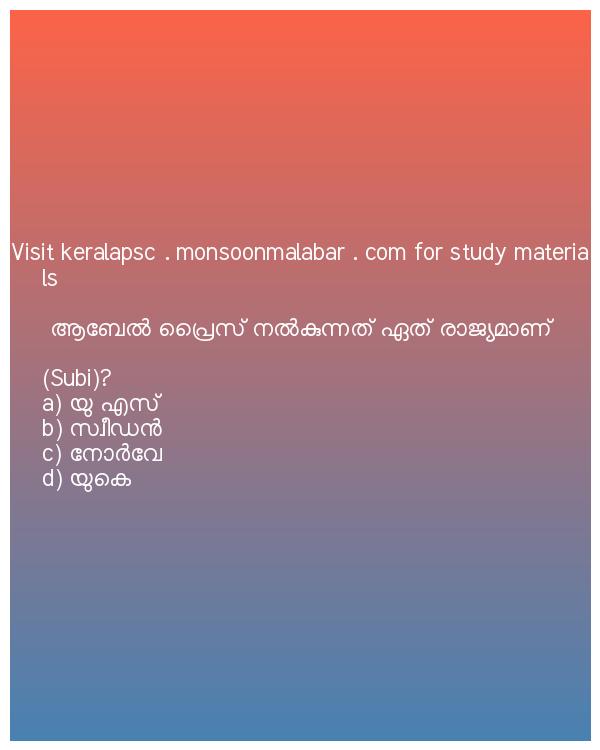 Visit keralapsc . monsoonmalabar . com for study materia
ls
ആബേൽ പ്രൈസ് നൽകുന്നത് ഏത് രാജ്യമാണ്
(Subi)?
a) യു എസ്
b) സ്വീഡൻ
c) നോർവേ
d) യുകെ